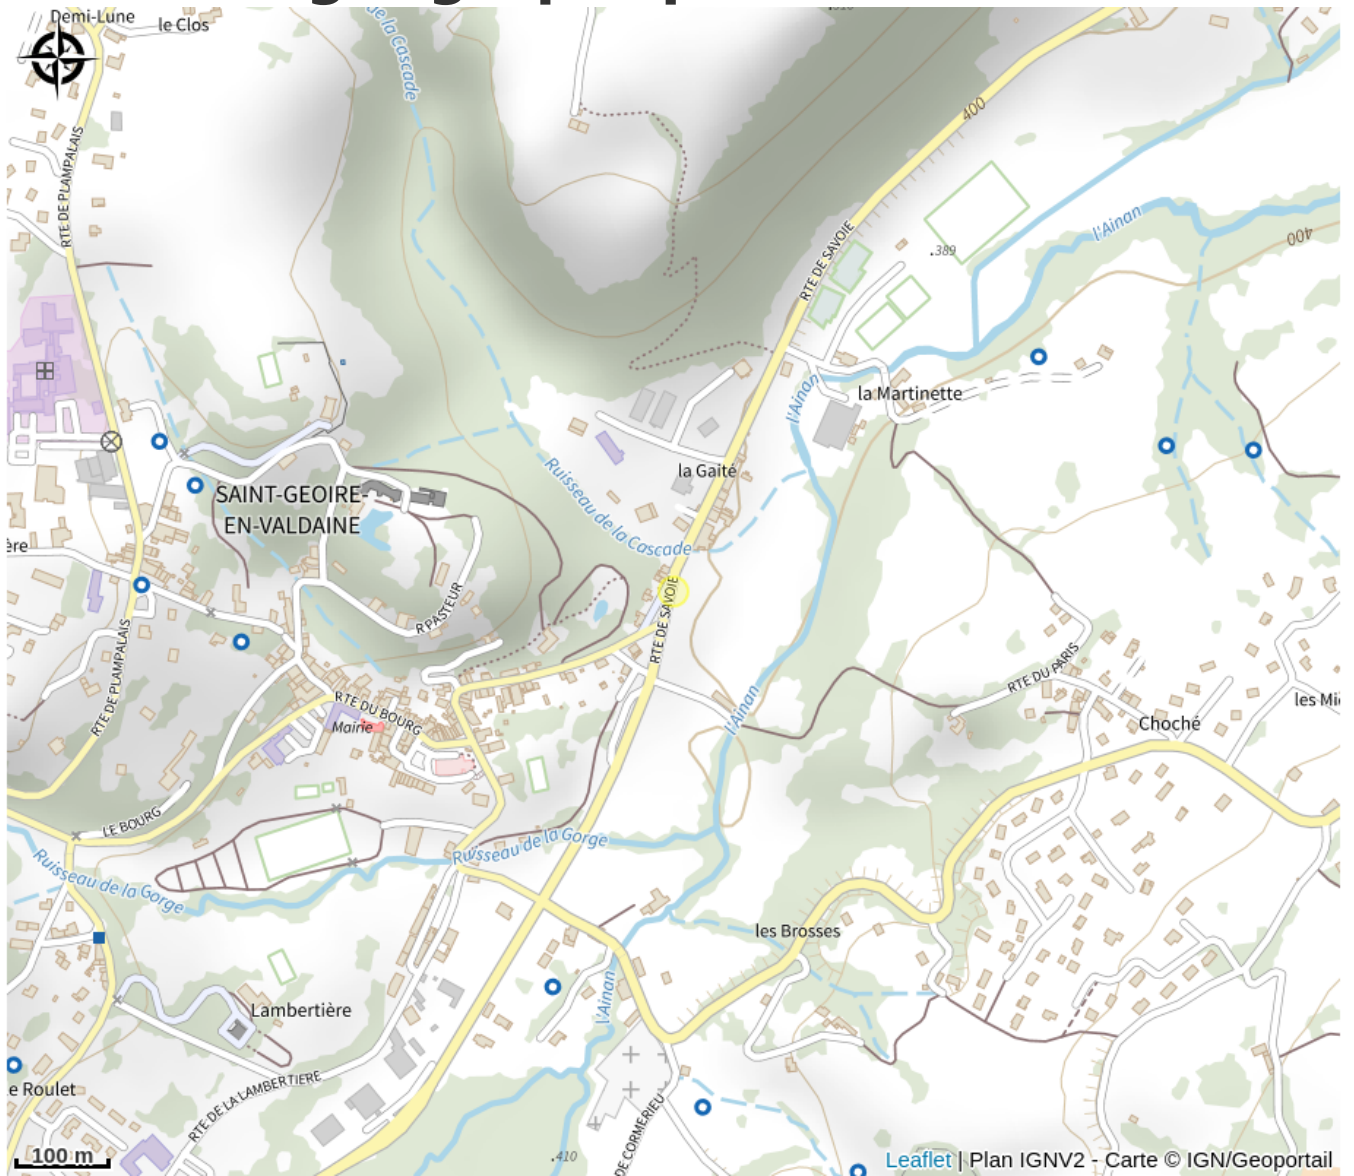 Demi-Lune
le Clos
de la Cascade
.310
RTE DE PLAMPALAIS
400
RTE DE SAVOIE
l'Ainan
.389
400
l'Ainan
la Martinette
la Gaité
SAINT-GEOIRE-
EN-VALDAINE
Ruisseau de la Cascade
ère
R PASTEUR
RTE DE SAVOIE
RTE DE PLAMPALAIS
RTE DU PARIS
RTE DU BOURG
Mairie
l'Ainan
les Mi
Choché
LE BOURG
Ruisseau de la Gorge
Ruisseau de la Gorge
les Brosses
l'Ainan
Lambertière
e Roulet
RTE DE LA LAMBERTIERE
DE CORMERIEU
.410
100 m
Leaflet | Plan IGNV2 - Carte © IGN/Geoportail